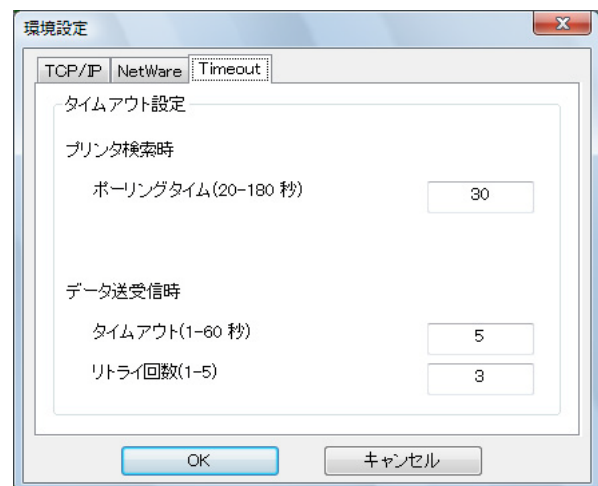 環境設定
TCP/IP NetWare Timeout
タイムアウト設定
プリンタ検索時
ポーリングタイム(20-180 秒) 30
データ送受信時
タイムアウト(1-60 秒) 5
リトライ回数(1-5) 3
OK キャンセル